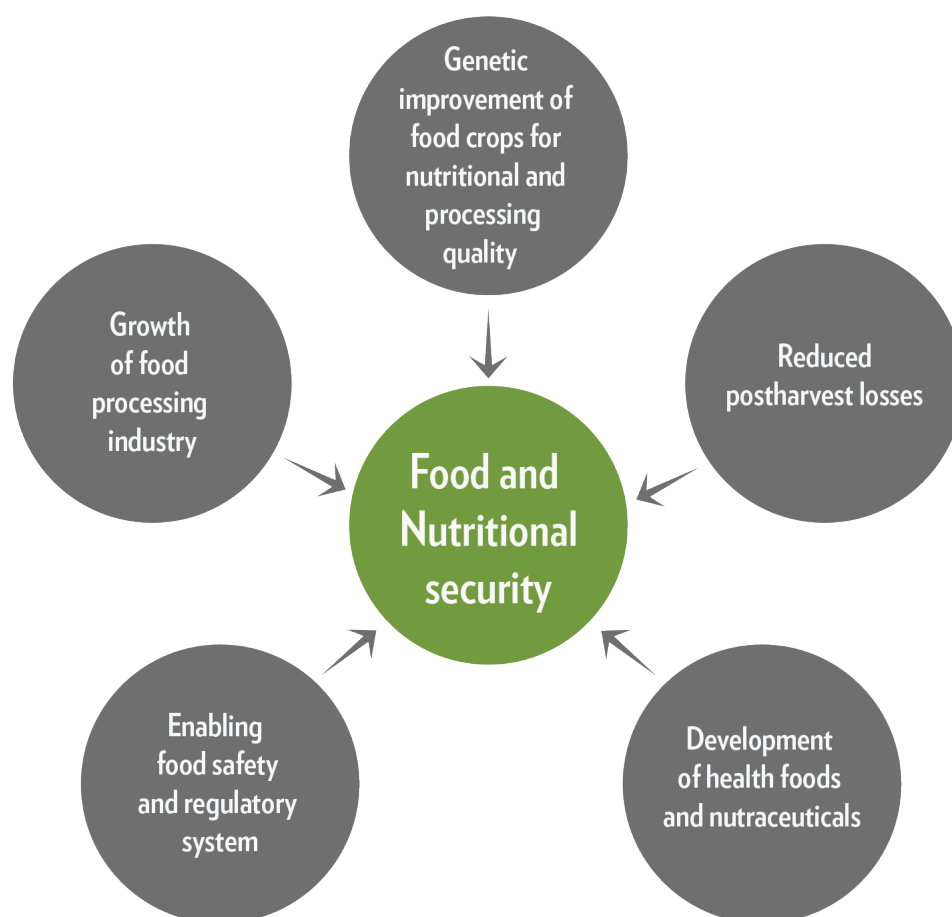 Genetic
improvement of
food crops for
nutritional and
processing
quality
Growth
of food
processing
industry
Reduced
postharvest losses
Food and
Nutritional
security
Enabling
food safety
and regulatory
system
Development
of health foods
and nutraceuticals